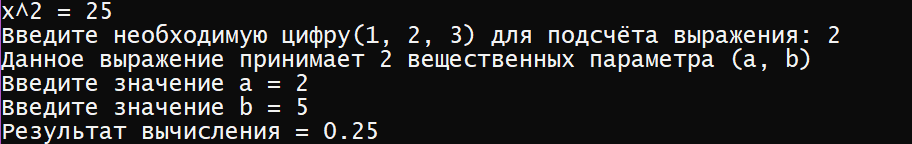 x^2 = 25
Введите необходимую цифру(1, 2, 3) для подсчёта выражения: 2
Данное выражение принимает 2 вещественных параметра (a, b)
Введите значение a = 2
Введите значение b = 5
Результат вычисления = 0.25